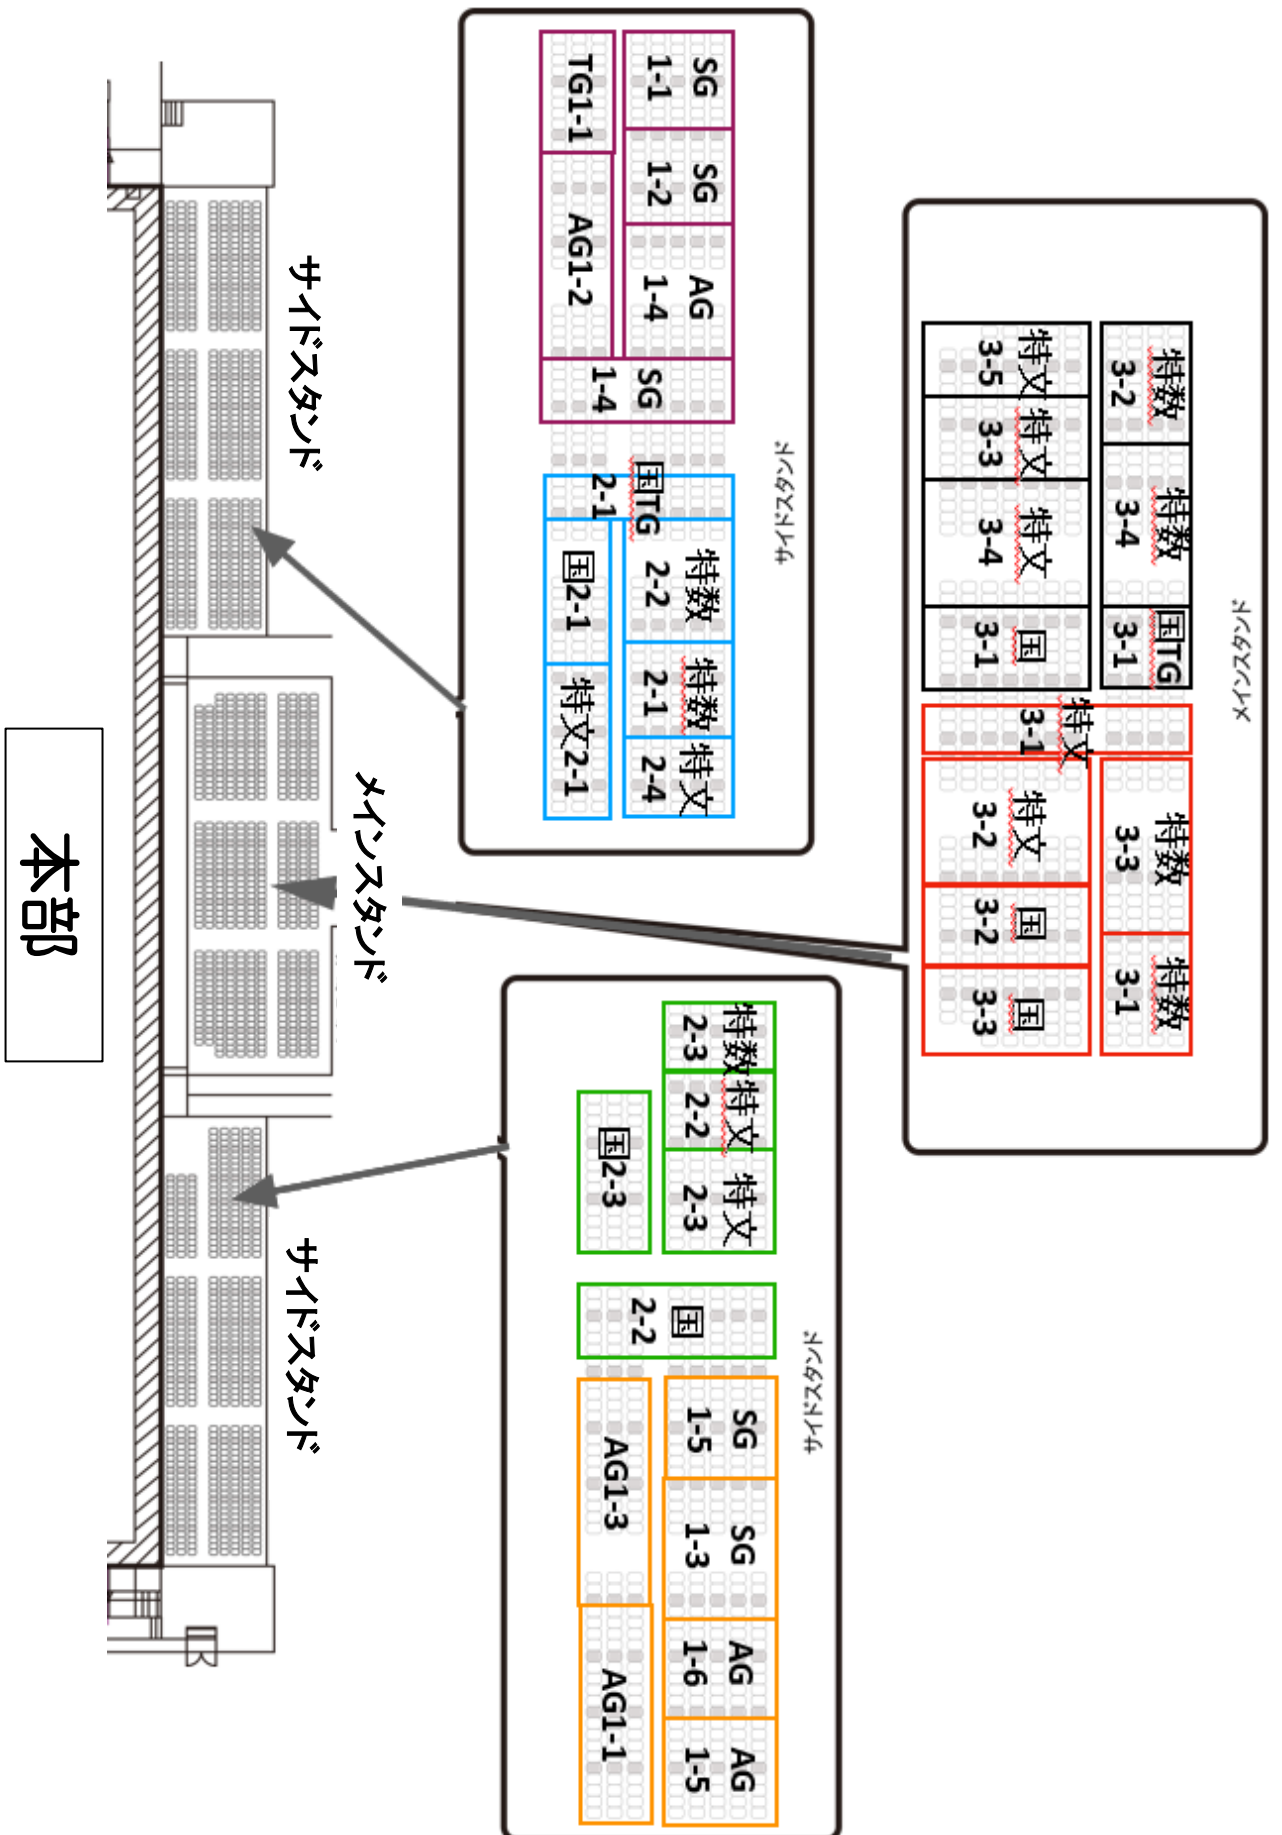 メインスタンド
特数
3-2
特数
3-4
国TG
3-1
特文
3-5
特文
3-3
特文
3-4
国
3-1
特文
3-1
特数
3-3
特数
3-1
特文
3-2
国
3-2
国
3-3
サイドスタンド
SG
1-1
SG
1-2
AG
1-4
TG1-1
AG1-2
SG
1-4
国TG
2-1
特数
2-2
特数
2-1
特文
2-4
国2-1
特文2-1
サイドスタンド
特数
2-3
特文
2-2
特文
2-3
国2-3
国
2-2
SG
1-5
SG
1-3
AG
1-6
AG
1-5
AG1-3
AG1-1
サイドスタンド
メインスタンド
サイドスタンド
本部